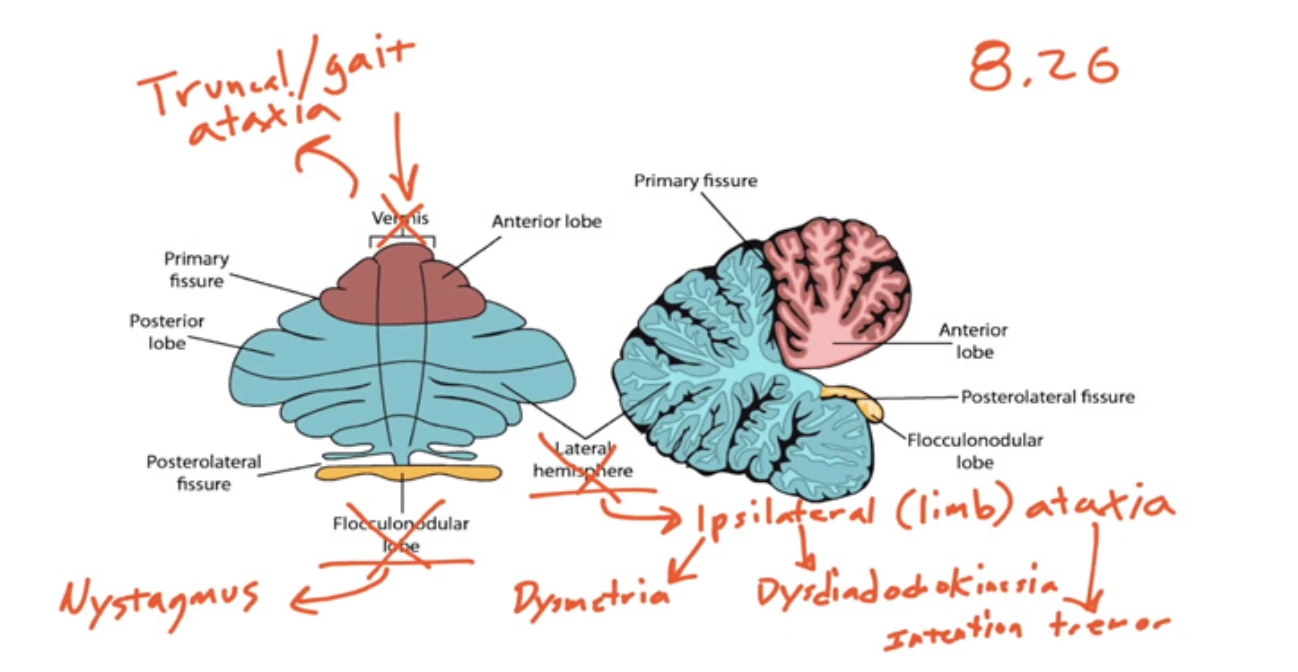 Truncal/gait
ataxia
8.26
Primary fissure
Vermis
Anterior lobe
Primary
fissure
Posterior
lobe
Anterior
lobe
Posterolateral fissure
Flocculonodular
lobe
Lateral
hemisphere
Posterolateral
fissure
Ipsilateral (limb) ataxia
Flocculonodular
lobe
Nystagmus
Dysmetria
Dysdiadochokinesia
Intention tremor